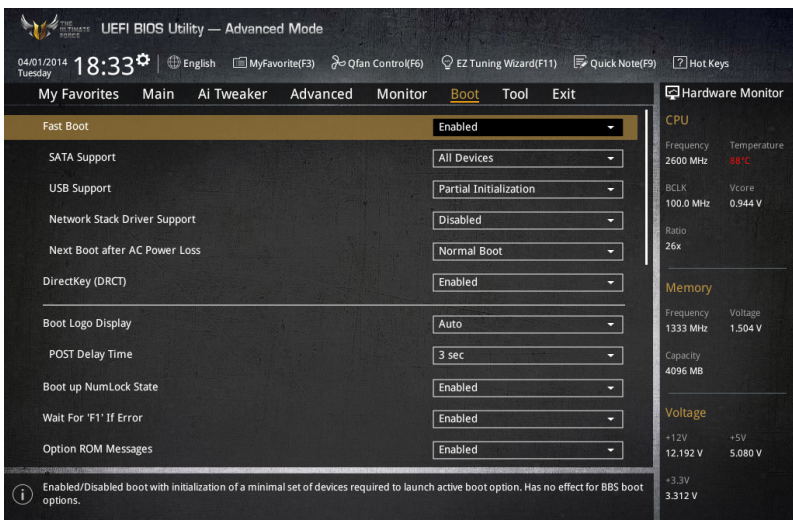 THE ULTIMATE FORCE
UEFI BIOS Utility — Advanced Mode
04/01/2014
Tuesday
18:33
English
MyFavorite(F3)
Qfan Control(F6)
EZ Tuning Wizard(F11)
Quick Note(F9)
? Hot Keys
My Favorites Main Ai Tweaker Advanced Monitor Boot Tool Exit
Fast Boot Enabled
SATA Support All Devices
USB Support Partial Initialization
Network Stack Driver Support Disabled
Next Boot after AC Power Loss Normal Boot
DirectKey (DRCT) Enabled
Boot Logo Display Auto
POST Delay Time 3 sec
Boot up NumLock State Enabled
Wait For 'F1' If Error Enabled
Option ROM Messages Enabled
Enabled/Disabled boot with initialization of a minimal set of devices required to launch active boot option. Has no effect for BBS boot
options.
Hardware Monitor
CPU
Frequency Temperature
2600 MHz 88°C
BCLK Vcore
100.0 MHz 0.944 V
Ratio
26x
Memory
Frequency Voltage
1333 MHz 1.504 V
Capacity
4096 MB
Voltage
+12V +5V
12.192 V 5.080 V
+3.3V
3.312 V